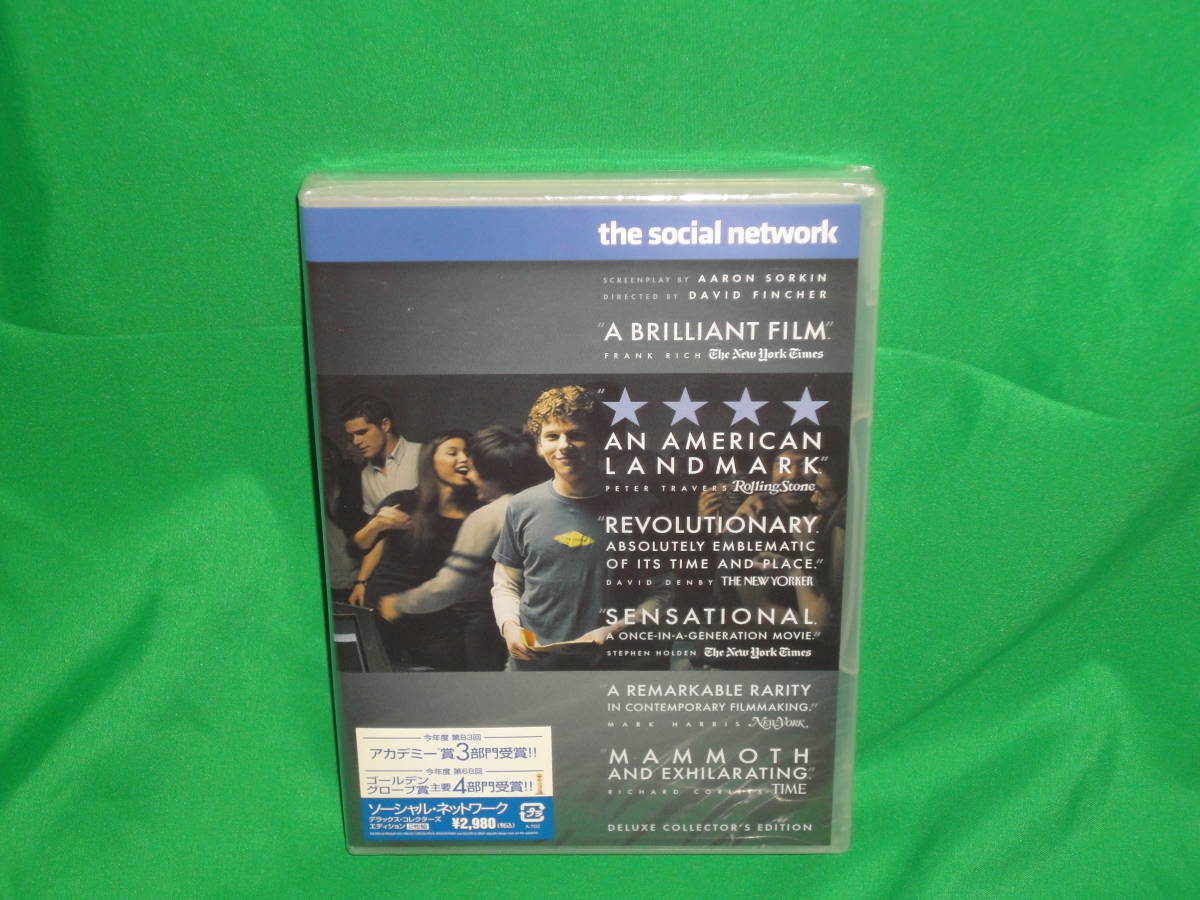 the social network
SCREENPLAY BY AARON SORKIN
DIRECTED BY DAVID FINCHER
"A BRILLIANT FILM."
FRANK RICH The New York Times
"★★★★
AN AMERICAN
LANDMARK."
PETER TRAVERS RollingStone
"REVOLUTIONARY.
ABSOLUTELY EMBLEMATIC
OF ITS TIME AND PLACE."
DAVID DENBY THE NEW YORKER
"SENSATIONAL.
A ONCE-IN-A-GENERATION MOVIE."
STEPHEN HOLDEN The New York Times
"A REMARKABLE RARITY
IN CONTEMPORARY FILMMAKING."
MARK HARRIS NEW YORK,
"MAMMOTH
AND EXHILARATING."
RICHARD CORLISS TIME
DELUXE COLLECTOR'S EDITION
今年度 第83回
アカデミー賞3部門受賞!!
今年度 第68回
ゴールデン
グローブ賞 主要4部門受賞!!
ソーシャル・ネットワーク
デラックス・コレクターズ
エディション 2枚組 ¥2,980(税込)